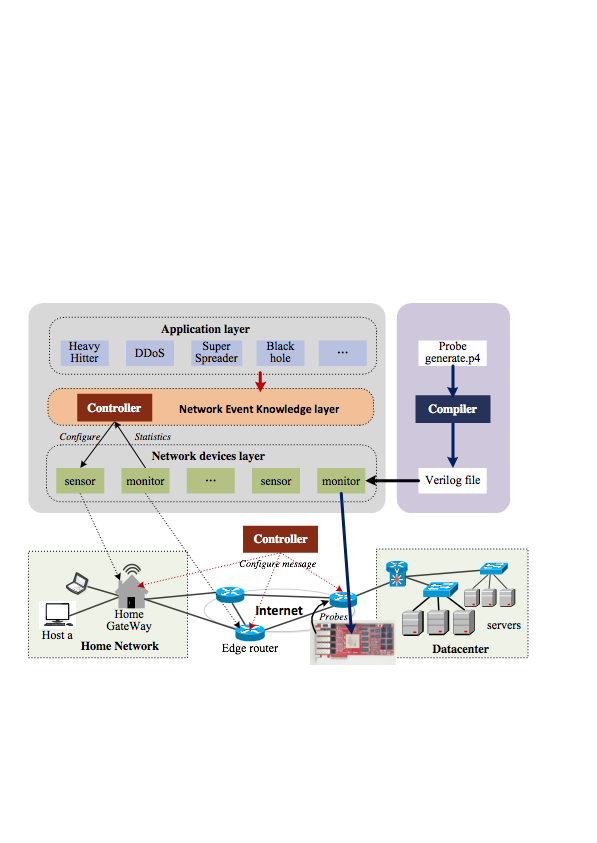 Application layer
Heavy
Hitter
DDoS
Super
Spreader
Black
hole
...
Controller
Network Event Knowledge layer
Configure
Statistics
Network devices layer
sensor
monitor
...
sensor
monitor
Probe
generate.p4
Compiler
Verilog file
Controller
Configure message
Internet
Probes
Home
GateWay
Host a
Home Network
Edge router
servers
Datacenter